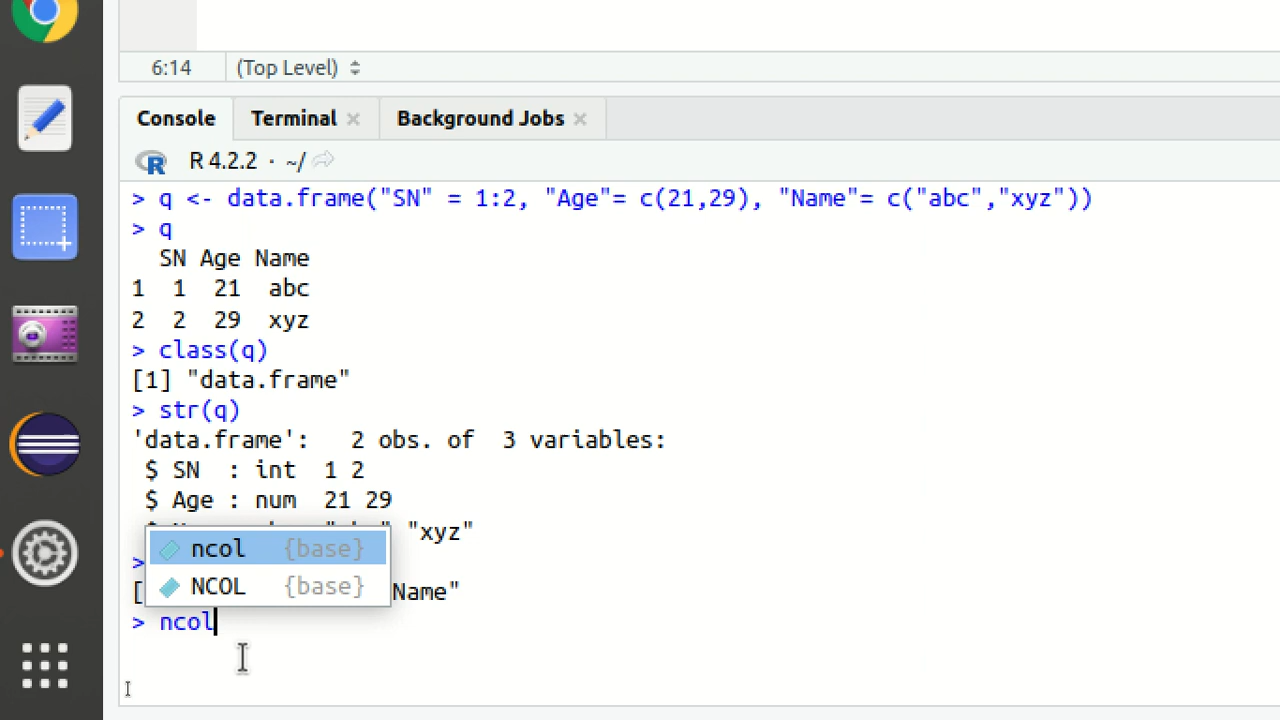 6:14 (Top Level)
Console Terminal Background Jobs
R 4.2.2 · ~/
> q <- data.frame("SN" = 1:2, "Age"= c(21,29), "Name"= c("abc","xyz"))
> q
SN Age Name
1 1 21 abc
2 2 29 xyz
> class(q)
[1] "data.frame"
> str(q)
'data.frame': 2 obs. of 3 variables:
$ SN : int 1 2
$ Age : num 21 29
"xyz"
ncol {base}
>
NCOL {base}
[ Name"
> ncol